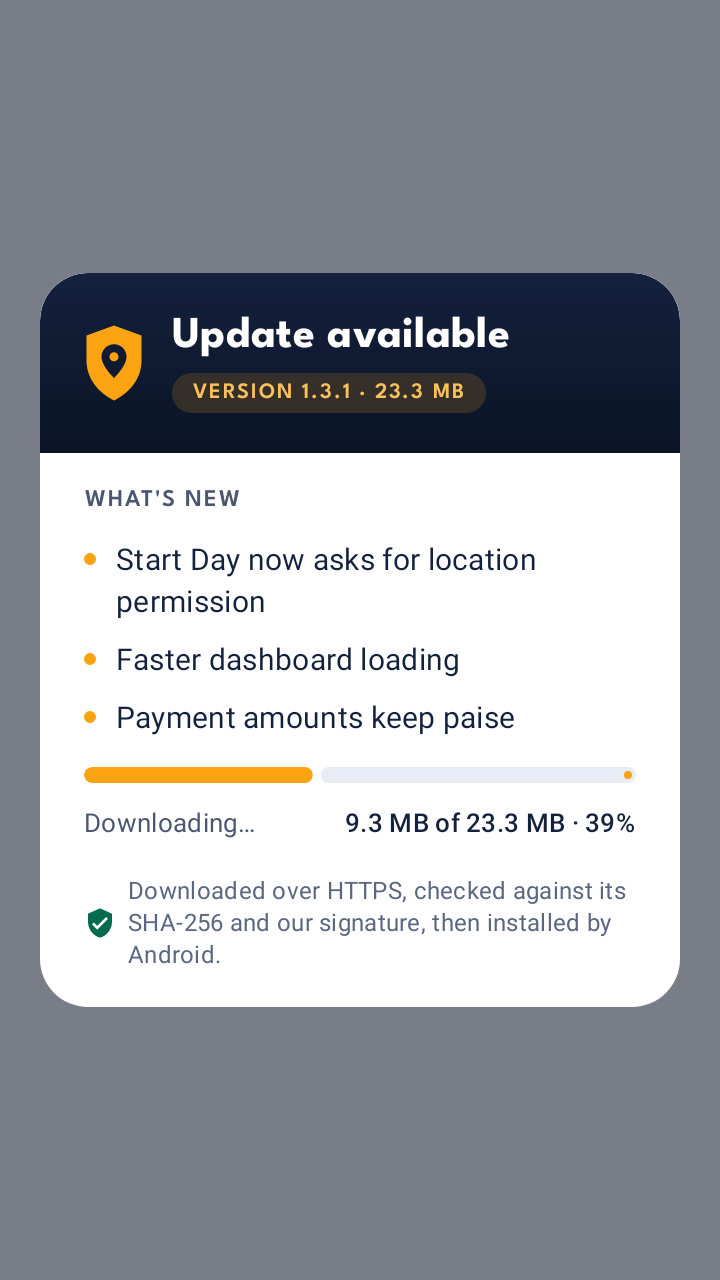 Update available
VERSION 1.3.1 · 23.3 MB
WHAT'S NEW
Start Day now asks for location
permission
Faster dashboard loading
Payment amounts keep paise
Downloading… 9.3 MB of 23.3 MB · 39%
Downloaded over HTTPS, checked against its
SHA-256 and our signature, then installed by
Android.